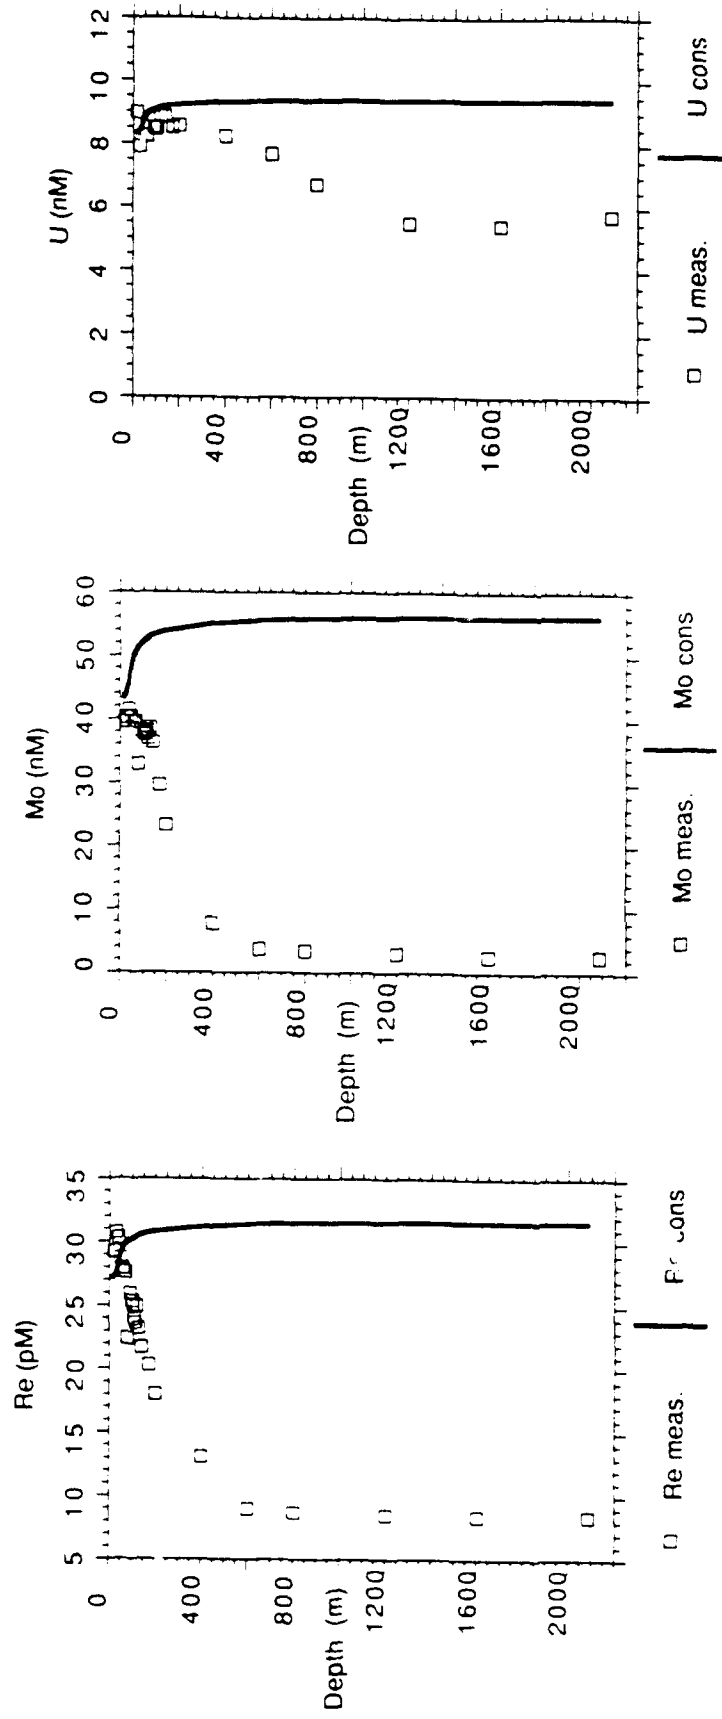 Re (pM)
5 10 15 20 25 30 35
0
400
800
1200
1600
2000
Depth (m)
Re meas.
cons
Mo (nM)
0 10 20 30 40 50 60
0
400
800
1200
1600
2000
Depth (m)
Mo meas.
Mo cons
U (nM)
0 2 4 6 8 10 12
0
400
800
1200
1600
2000
Depth (m)
U meas.
U cons